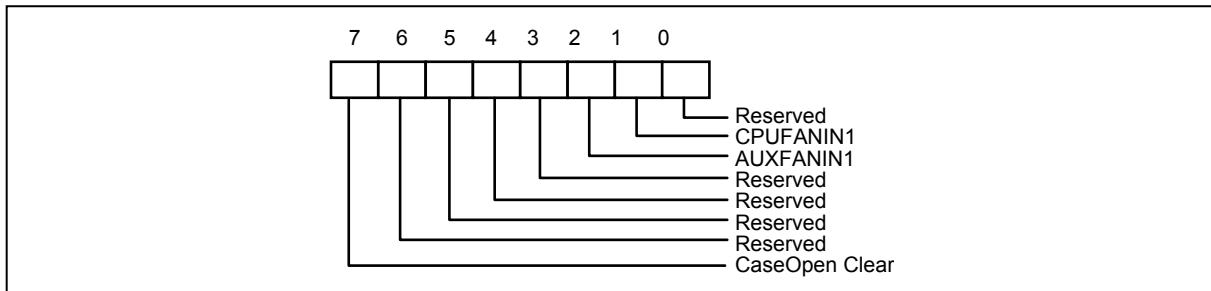 7 6 5 4 3 2 1 0
Reserved
CPUFANIN1
AUXFANIN1
Reserved
Reserved
Reserved
Reserved
CaseOpen Clear